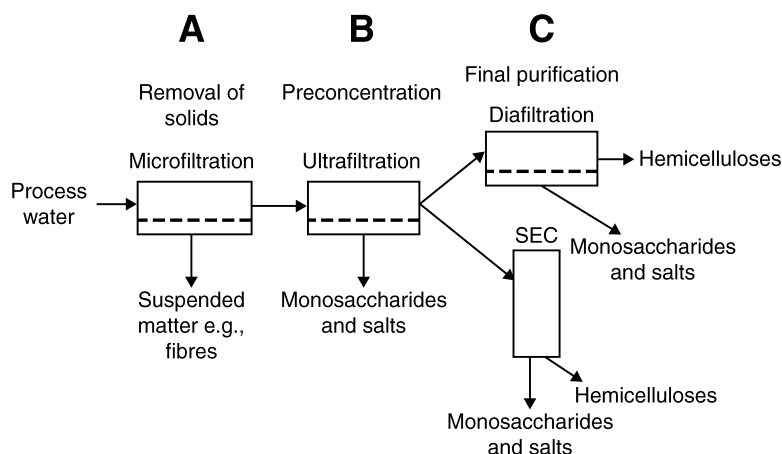 A
B
C
Removal of
solids
Preconcentration
Final purification
Microfiltration
Ultrafiltration
Diafiltration
Process
water
Hemicelluloses
Monosaccharides
and salts
SEC
Suspended
matter e.g.,
fibres
Monosaccharides
and salts
Hemicelluloses
Monosaccharides
and salts